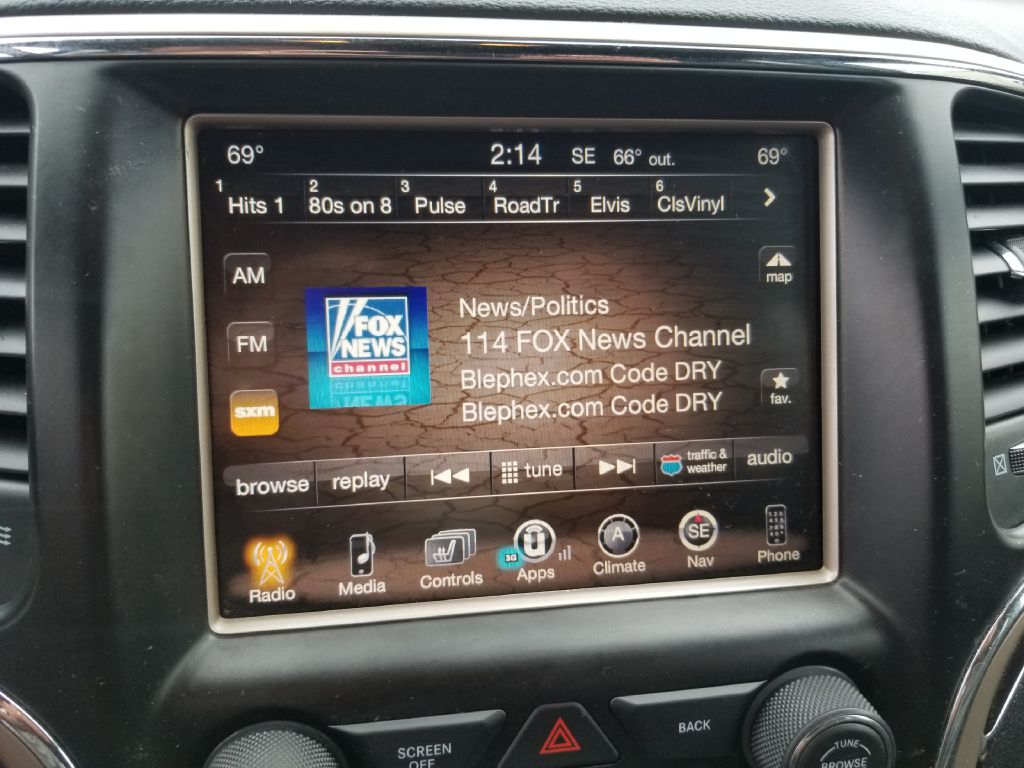 69° 2:14 SE 66° out. 69°
1 Hits 1 2 80s on 8 3 Pulse 4 RoadTr 5 Elvis 6 ClsVinyl
AM
map
FOX
NEWS
channel
News/Politics
114 FOX News Channel
Blephex.com Code DRY
Blephex.com Code DRY
FM
fav.
sxm
browse replay tune traffic & weather audio
Radio Media Controls 3G Apps A Climate SE Nav Phone
SCREEN
OFF
BACK
TUNE
BROWSE